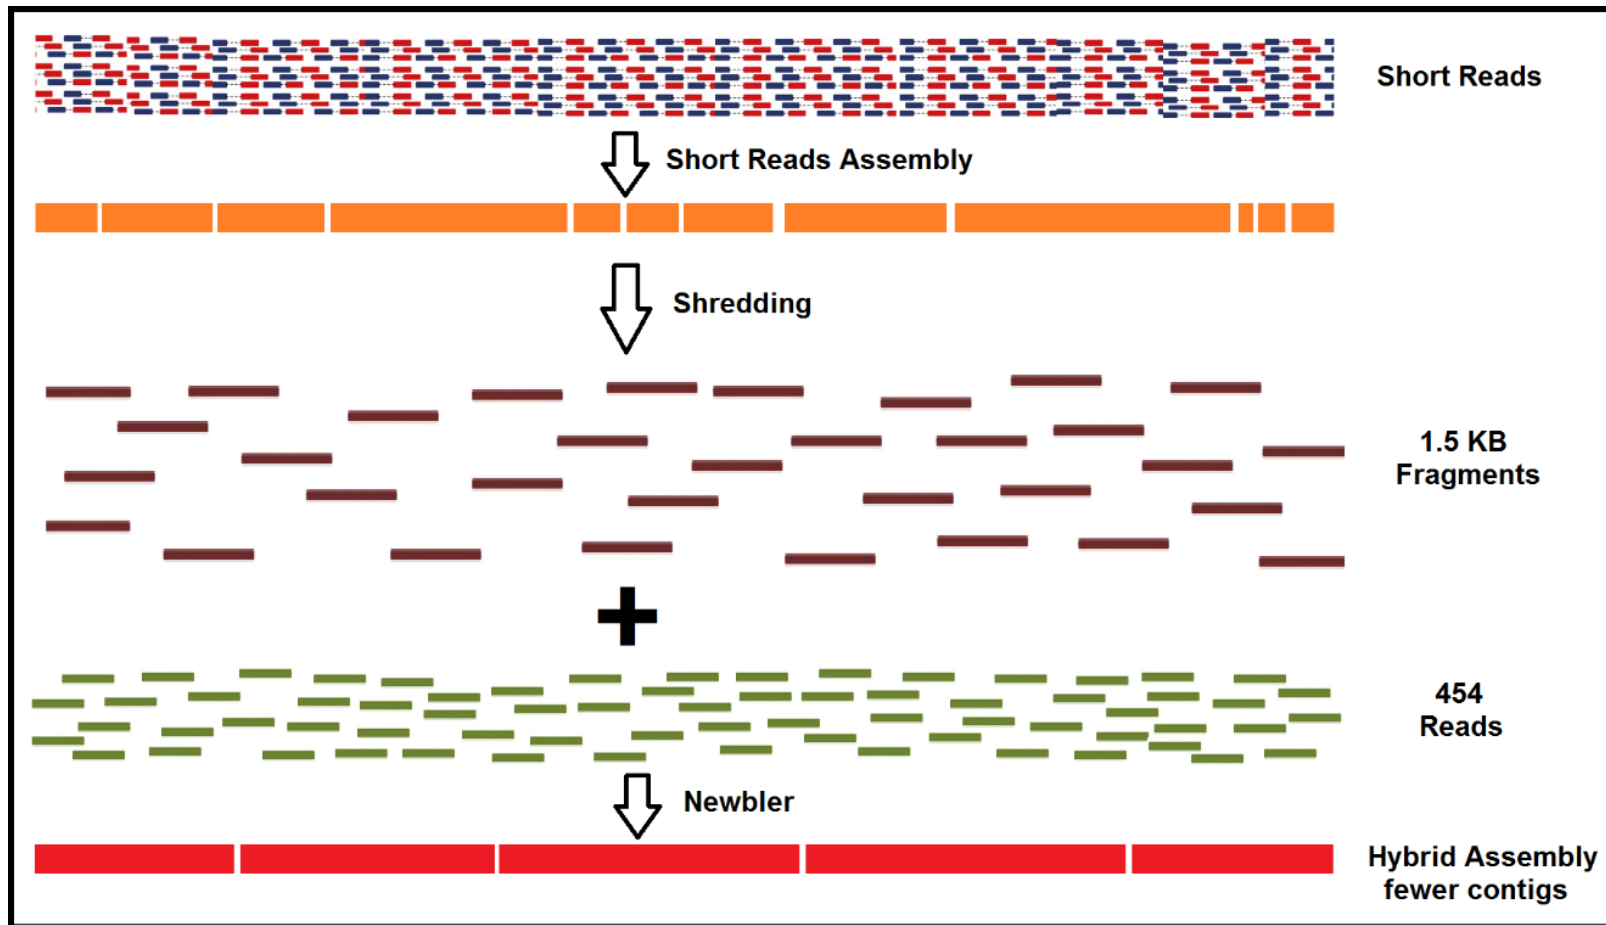 Short Reads
Short Reads Assembly
Shredding
1.5 KB
Fragments
454
Reads
Newbler
Hybrid Assembly
fewer contigs